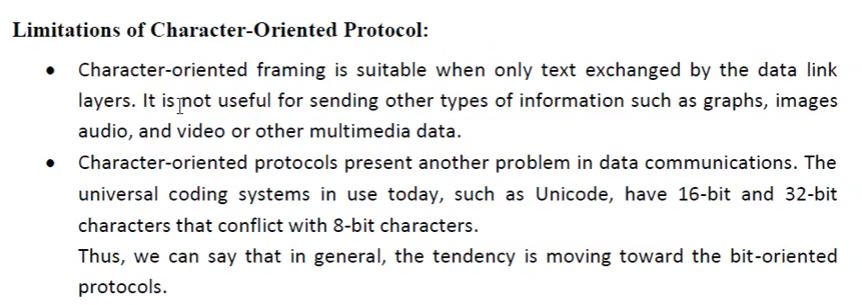 Limitations of Character-Oriented Protocol:
• Character-oriented framing is suitable when only text exchanged by the data link
layers. It is not useful for sending other types of information such as graphs, images
audio, and video or other multimedia data.
• Character-oriented protocols present another problem in data communications. The
universal coding systems in use today, such as Unicode, have 16-bit and 32-bit
characters that conflict with 8-bit characters.
Thus, we can say that in general, the tendency is moving toward the bit-oriented
protocols.